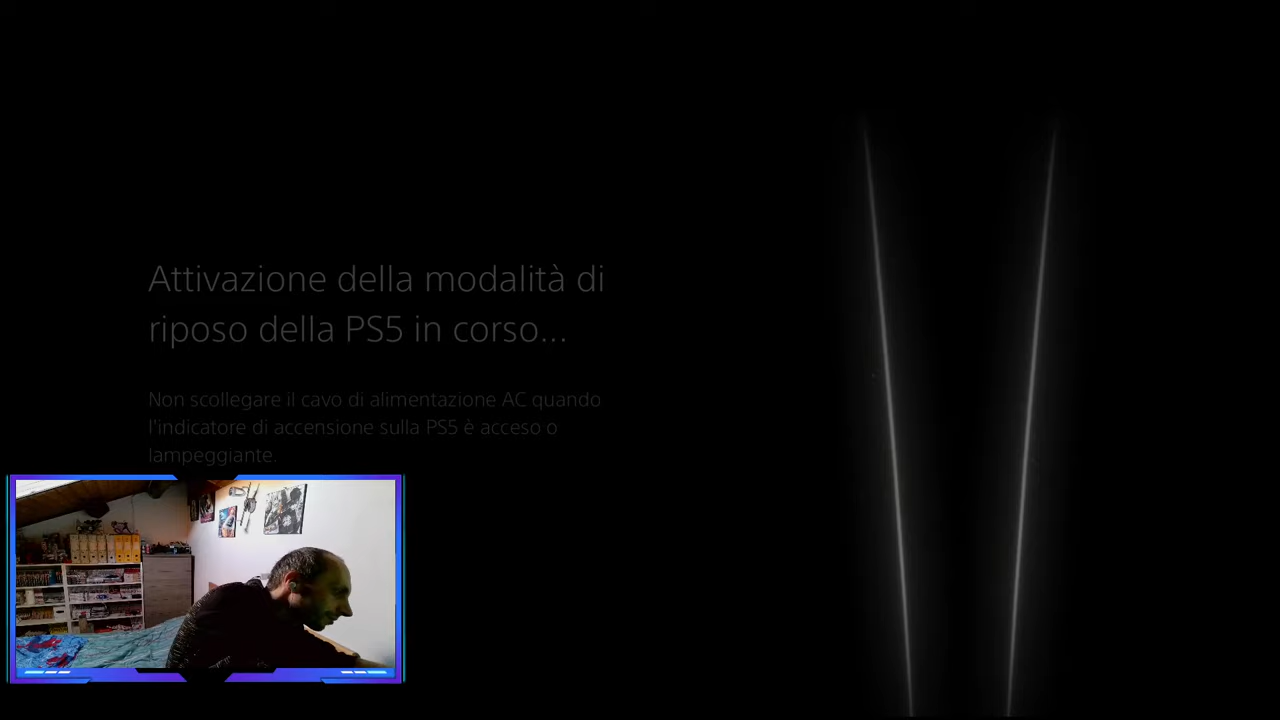 Attivazione della modalità di
riposo della PS5 in corso...
Non scollegare il cavo di alimentazione AC quando
l'indicatore di accensione sulla PS5 è acceso o
lampeggiante.